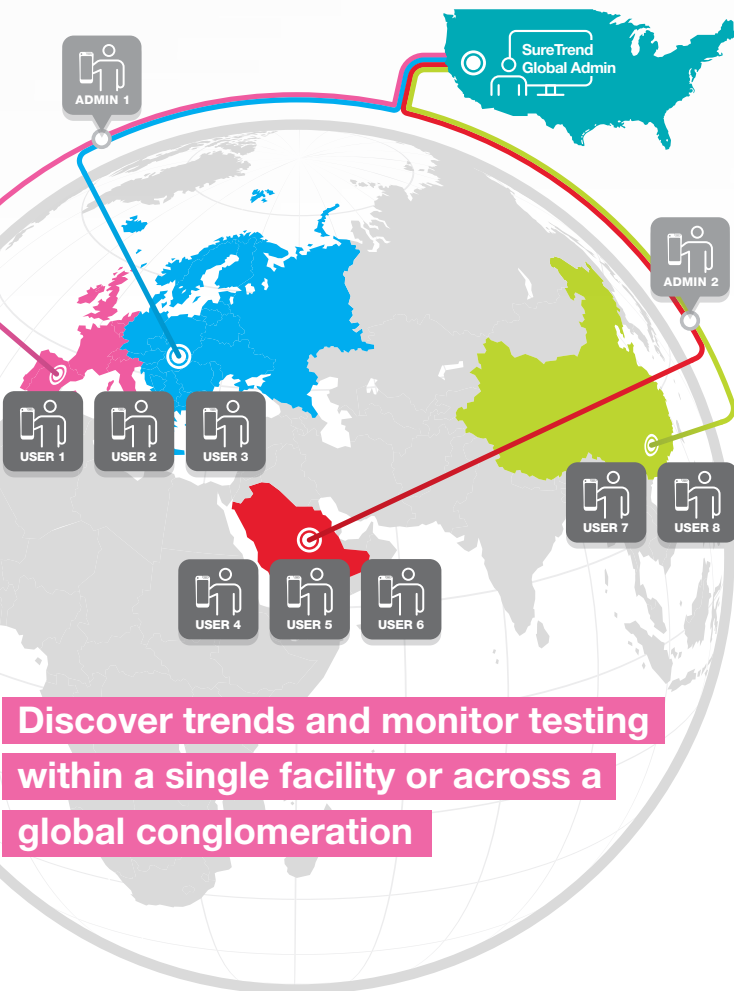 SureTrend
Global Admin
ADMIN 1
ADMIN 2
USER 1
USER 2
USER 3
USER 7
USER 8
USER 4
USER 5
USER 6
Discover trends and monitor testing
within a single facility or across a
global conglomeration